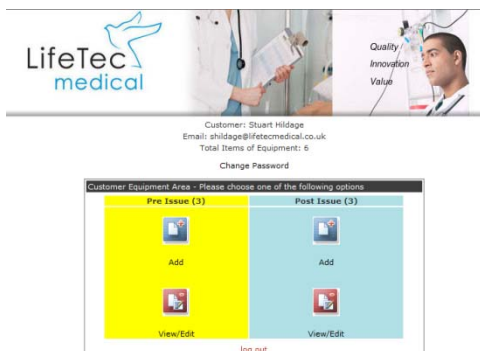 LifeTec
medical
Quality
Innovation
Value
Customer: Stuart Hildage
Email: shildage@lifetecmedical.co.uk
Total Items of Equipment: 6
Change Password
Customer Equipment Area - Please choose one of the following options
Pre Issue (3) Post Issue (3)
Add Add
View/Edit View/Edit
log out